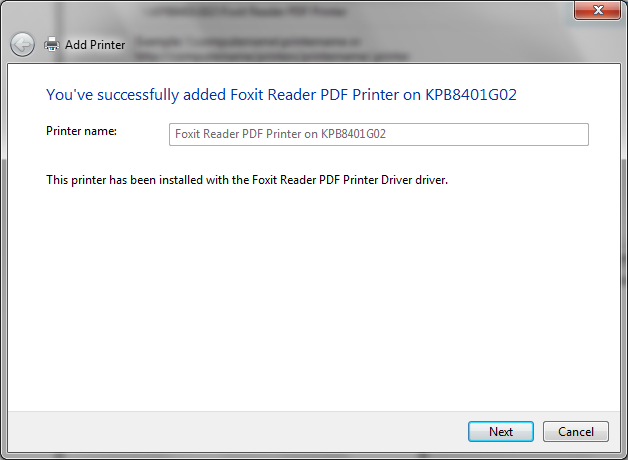 Add Printer
You've successfully added Foxit Reader PDF Printer on KPB8401G02
Printer name:
Foxit Reader PDF Printer on KPB8401G02
This printer has been installed with the Foxit Reader PDF Printer Driver driver.
Next
Cancel